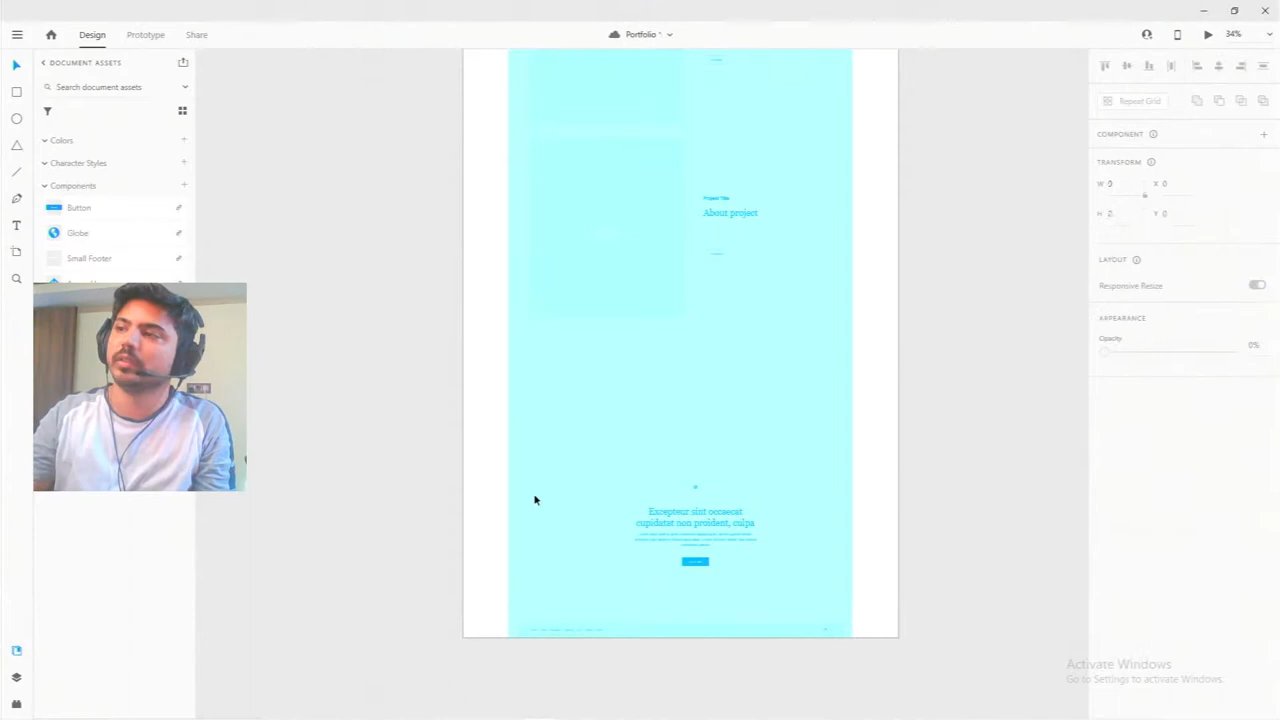 Design
Prototype
Share
Portfolio
34%
DOCUMENT ASSETS
Search document assets
Repeat Grid
Colors
COMPONENT
Character Styles
TRANSFORM
Components
W 0
X 0
Button
Project Title
About project
H
Y 0
Globe
Small Footer
LAYOUT
Responsive Resize
APPEARANCE
Opacity
0%
Excepteur sint occaecat
cupidatat non proident, culpa
Activate Windows
Go to Settings to activate Windows.